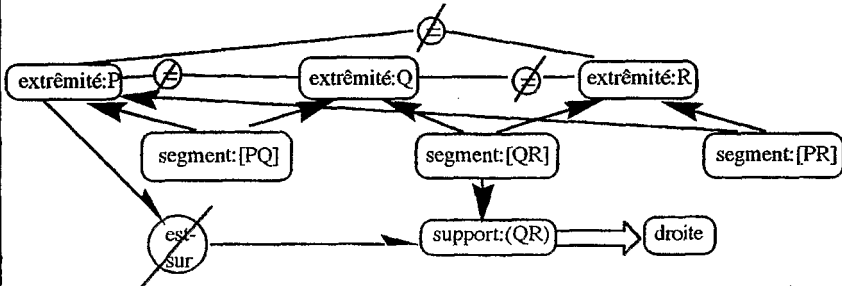 ≠
extrêmité:P
≠
extrêmité:Q
≠
extrêmité:R
segment:[PQ]
segment:[QR]
segment:[PR]
est-
sur
support:(QR)
droite